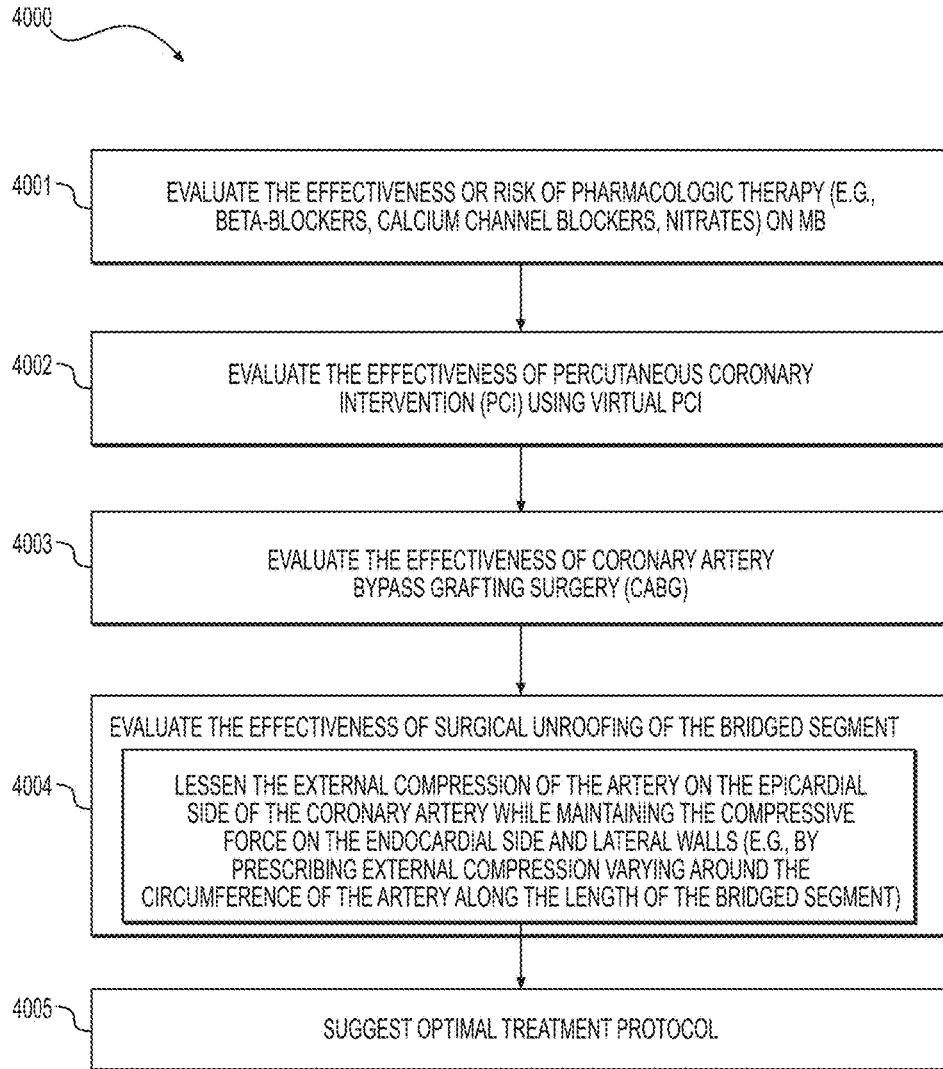 4000
4001
EVALUATE THE EFFECTIVENESS OR RISK OF PHARMACOLOGIC THERAPY (E.G.,
BETA-BLOCKERS, CALCIUM CHANNEL BLOCKERS, NITRATES) ON MB
4002
EVALUATE THE EFFECTIVENESS OF PERCUTANEOUS CORONARY
INTERVENTION (PCI) USING VIRTUAL PCI
4003
EVALUATE THE EFFECTIVENESS OF CORONARY ARTERY
BYPASS GRAFTING SURGERY (CABG)
EVALUATE THE EFFECTIVENESS OF SURGICAL UNROOFING OF THE BRIDGED SEGMENT
4004
LESSEN THE EXTERNAL COMPRESSION OF THE ARTERY ON THE EPICARDIAL
SIDE OF THE CORONARY ARTERY WHILE MAINTAINING THE COMPRESSIVE
FORCE ON THE ENDOCARDIAL SIDE AND LATERAL WALLS (E.G., BY
PRESCRIBING EXTERNAL COMPRESSION VARYING AROUND THE
CIRCUMFERENCE OF THE ARTERY ALONG THE LENGTH OF THE BRIDGED SEGMENT)
4005
SUGGEST OPTIMAL TREATMENT PROTOCOL